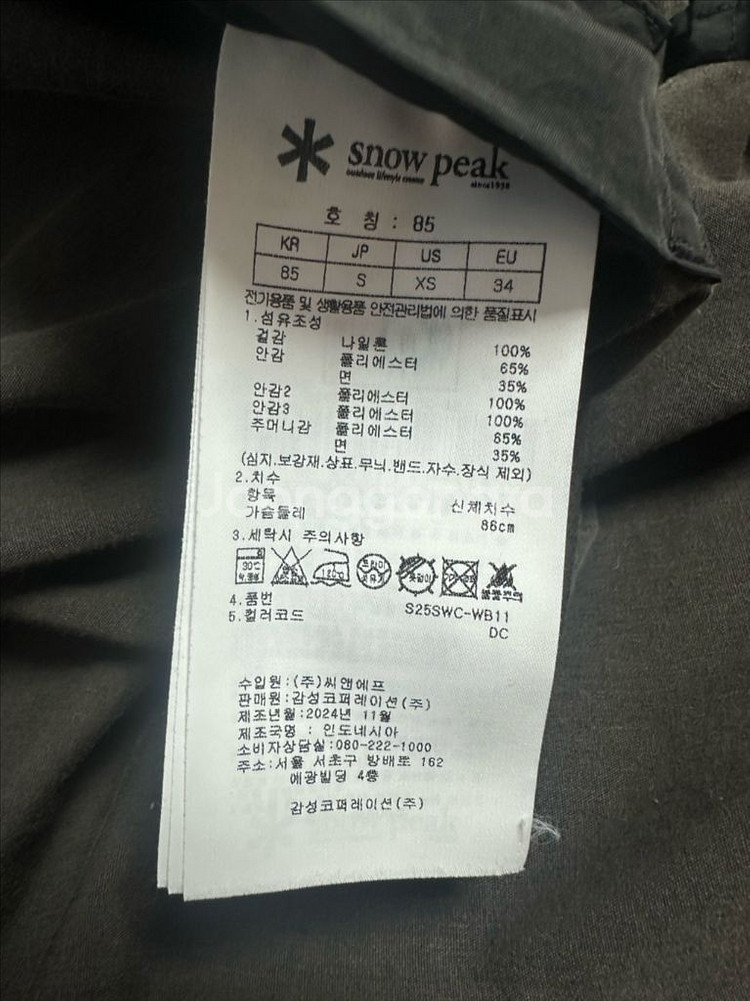 snow peak
outdoor lifestyle creator
since1958
호 칭 : 85
KR JP US EU
85 S XS 34
전기용품 및 생활용품 안전관리법에 의한 품질표시
1.섬유조성
겉감 나일론 100%
안감 폴리에스터 65%
면 35%
안감2 폴리에스터 100%
안감3 폴리에스터 100%
주머니감 폴리에스터 65%
면 35%
(심지.보강재.상표.무늬.밴드.자수.장식 제외)
2.치수
항목 신체치수
가슴둘레 86cm
3.세탁시 주의사항
30℃
120℃
4.품번 S25SWC-WB11
5.컬러코드 DC
수입원:(주)씨앤에프
판매원:감성코퍼레이션(주)
제조년월:2024년 11월
제조국명 : 인도네시아
소비자상담실:080-222-1000
주소:서울 서초구 방배로 162
에광빌딩 4층
감성코퍼레이션(주)